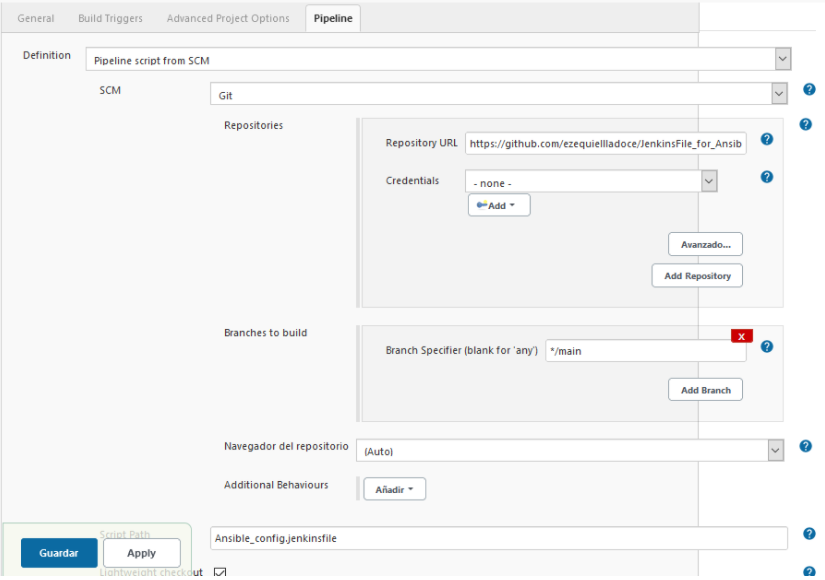 General Build Triggers Advanced Project Options Pipeline
Definition Pipeline script from SCM
SCM Git
Repositories
Repository URL https://github.com/ezequiellladoce/JenkinsFile_for_Ansib
Credentials - none -
Add
Avanzado...
Add Repository
Branches to build
X
Branch Specifier (blank for 'any') */main
Add Branch
Navegador del repositorio (Auto)
Additional Behaviours Añadir
Script Path Ansible_config.jenkinsfile
Guardar Apply
Lightweight checkout